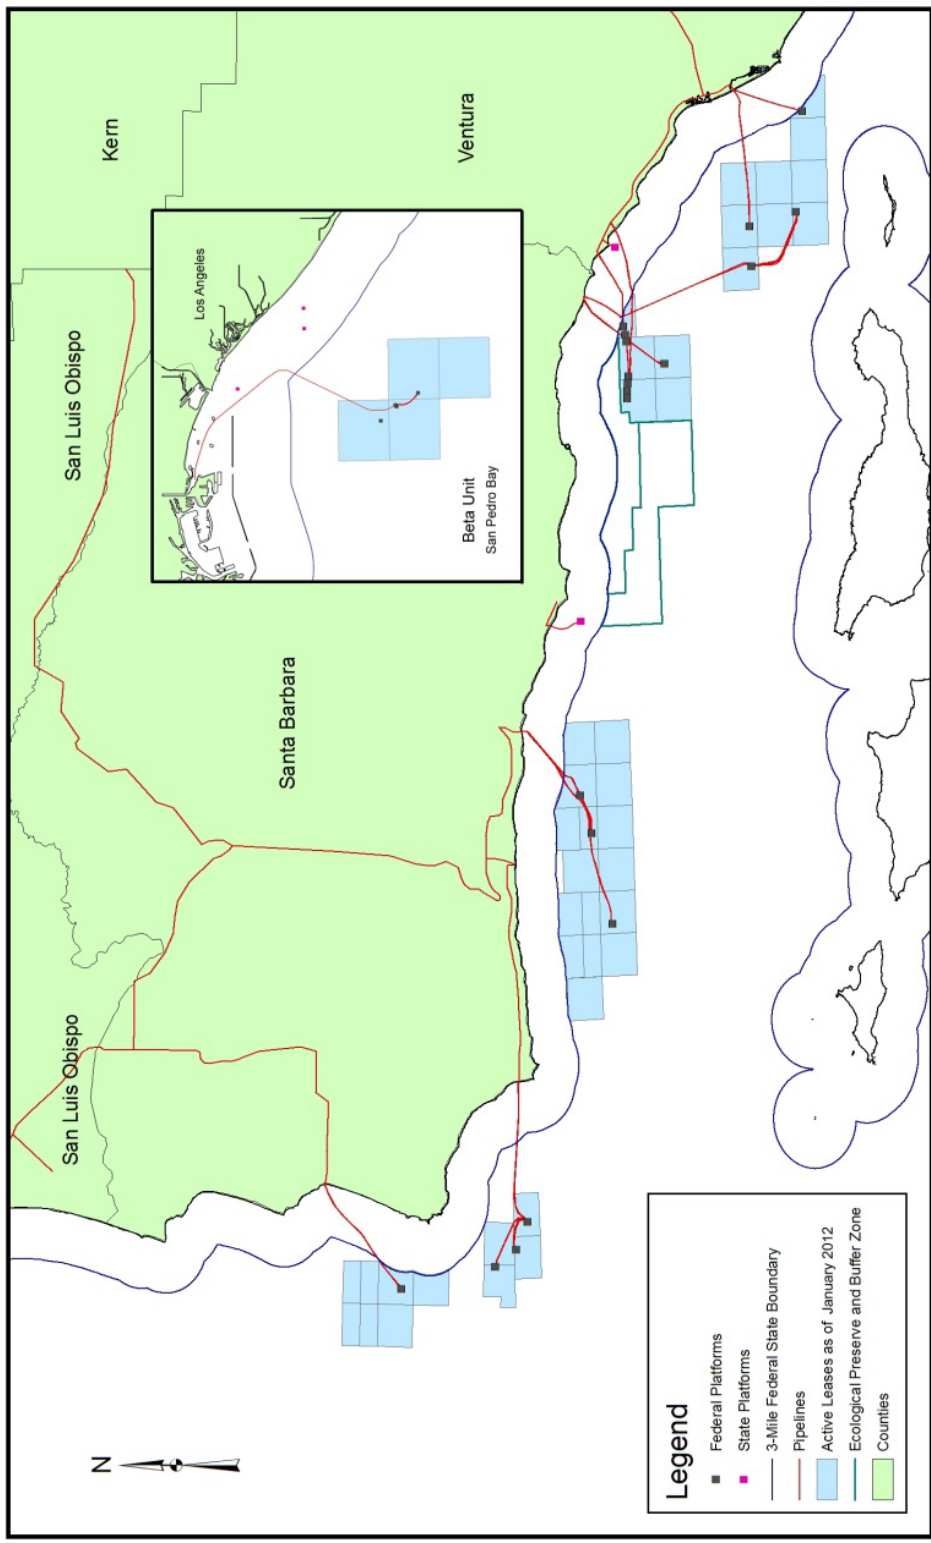 San Luis Obispo
San Luis Obispo
Kern
Santa Barbara
Ventura
Los Angeles
Beta Unit
San Pedro Bay
N
Legend
Federal Platforms
State Platforms
3-Mile Federal State Boundary
Pipelines
Active Leases as of January 2012
Ecological Preserve and Buffer Zone
Counties